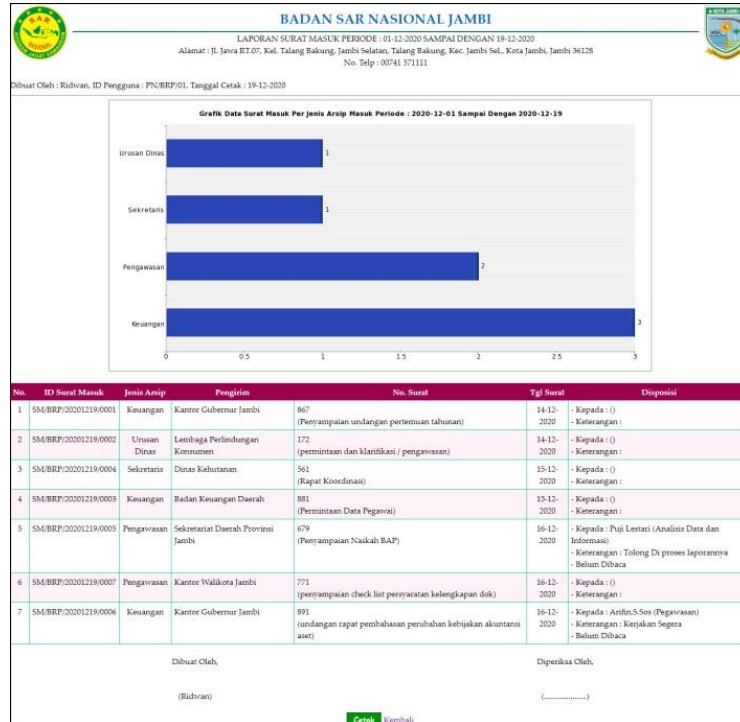 BADAN SAR NASIONAL JAMBI
LAPORAN SURAT MASUK PERIODE : 01-12-2020 SAMPAI DENGAN 19-12-2020
Alamat : Jl. Jawa RT.07, Kel. Talang Bakung, Jambi Selatan, Talang Bakung, Kec. Jambi Sel., Kota Jambi, Jambi 36128
No. Telp : 00741 571111
Dibuat Oleh : Ridwan, ID Pengguna : PN/BRP/01, Tanggal Cetak : 19-12-2020
Grafik Data Surat Masuk Per Jenis Arsip Masuk Periode : 2020-12-01 Sampai Dengan 2020-12-19
Urusan Dinas 1
Sekretaris 1
Pengawasan 2
Keuangan 3
0 0.5 1 1.5 2 2.5 3
No. ID Surat Masuk Jenis Arsip Pengirim No. Surat Tgl Surat Disposisi
1 SM/BRP/20201219/0001 Keuangan Kantor Gubernur Jambi 867 14-12- - Kepada : ()
(Penyampaian undangan pertemuan tahunan) 2020 - Keterangan :
2 SM/BRP/20201219/0002 Urusan Lembaga Perlindungan 172 14-12- - Kepada : ()
Dinas Konsumen (permintaan dan klarifikasi / pengawasan) 2020 - Keterangan :
3 SM/BRP/20201219/0004 Sekretaris Dinas Kehutanan 561 15-12- - Kepada : ()
(Rapat Koordinasi) 2020 - Keterangan :
4 SM/BRP/20201219/0003 Keuangan Badan Keuangan Daerah 881 15-12- - Kepada : ()
(Permintaan Data Pegawai) 2020 - Keterangan :
5 SM/BRP/20201219/0005 Pengawasan Sekretariat Daerah Provinsi 679 16-12- - Kepada : Puji Lestari (Analisis Data dan
Jambi (Penyampaian Naskah BAP) 2020 Informasi)
- Keterangan : Tolong Di proses laporannya
- Belum Dibaca
6 SM/BRP/20201219/0007 Pengawasan Kantor Walikota Jambi 771 16-12- - Kepada : ()
(penyampaian check list persyaratan kelengkapan dok) 2020 - Keterangan :
7 SM/BRP/20201219/0006 Keuangan Kantor Gubernur Jambi 891 16-12- - Kepada : Arifin,S.Sos (Pegawasan)
(undangan rapat pembahasan perubahan kebijakan akuntansi 2020 - Keterangan : Kerjakan Segera
aset) - Belum Dibaca
Dibuat Oleh, Diperiksa Oleh,
(Ridwan) (....................)
Cetak Kembali